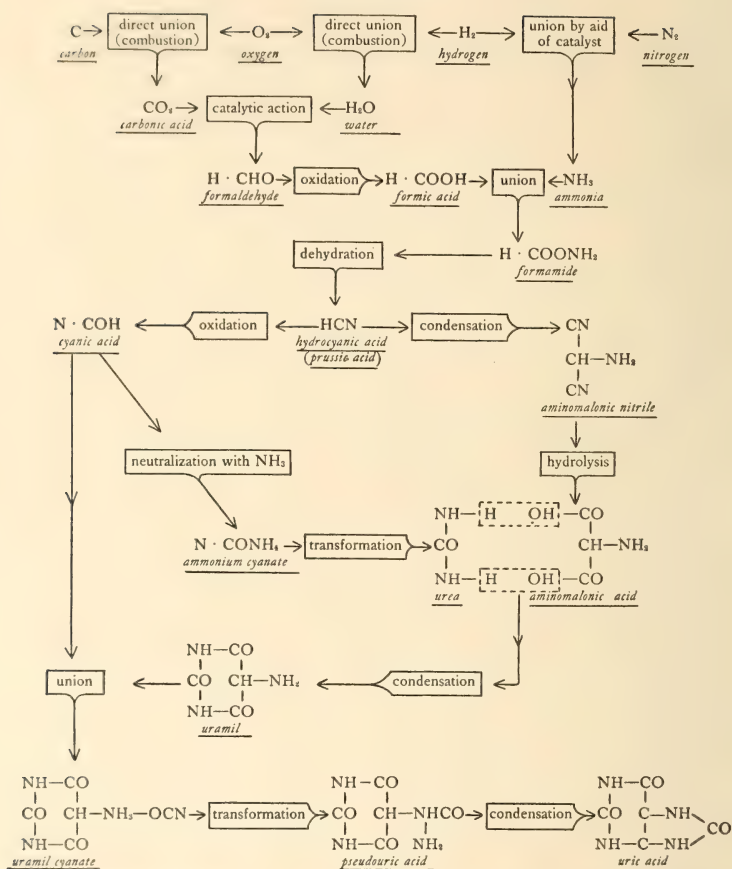 C direct union O₂ direct union H₂ union by aid N₂
(combustion) (combustion) of catalyst
carbon oxygen hydrogen nitrogen
CO₂ catalytic action H₂O
carbonic acid water
H · CHO oxidation H · COOH union NH₃
formaldehyde formic acid ammonia
dehydration H · COONH₂
formamide
N · COH oxidation HCN condensation CN
cyanic acid hydrocyanic acid
(prussic acid)
CH—NH₂
CN
aminomalonic nitrile
neutralization with NH₃ hydrolysis
NH—H OH CO
N · CONH₄ transformation CO CH—NH₂
ammonium cyanate
NH—H OH CO
urea aminomalonic acid
NH—CO
union CO CH—NH₂ condensation
NH—CO
uramil
NH—CO NH—CO NH—CO
CO CH—NH₃—OCN transformation CO CH—NHCO condensation CO C—NH CO
NH—CO NH—CO NH₂ NH—C—NH
uramil cyanate pseudouric acid uric acid